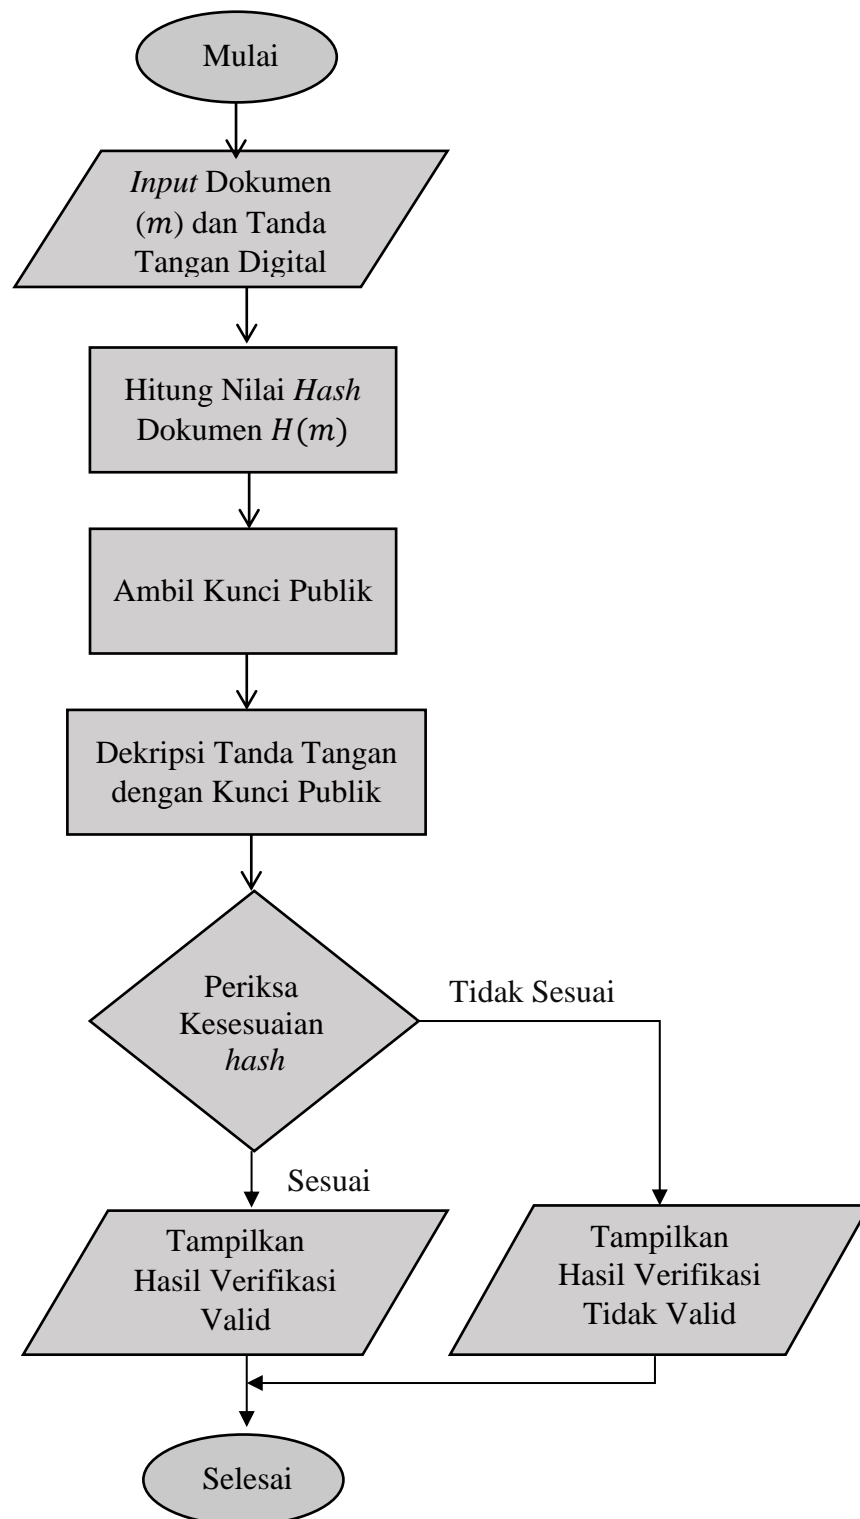 Mulai
Input Dokumen
(𝑚) dan Tanda
Tangan Digital
Hitung Nilai Hash
Dokumen 𝐻(𝑚)
Ambil Kunci Publik
Dekripsi Tanda Tangan
dengan Kunci Publik
Periksa
Kesesuaian
hash
Tidak Sesuai
Sesuai
Tampilkan
Hasil Verifikasi
Valid
Tampilkan
Hasil Verifikasi
Tidak Valid
Selesai